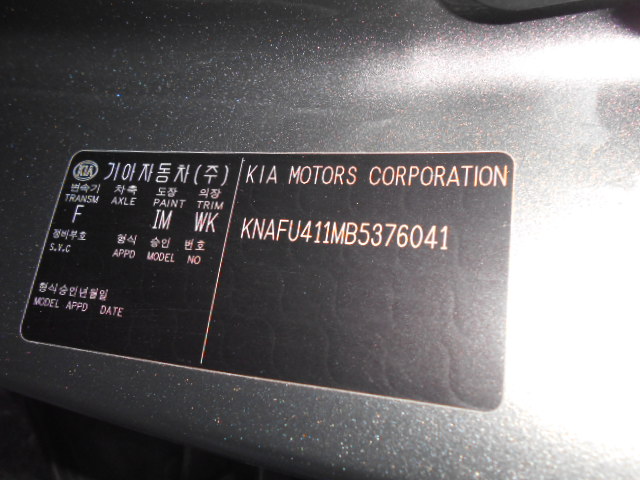 KIA 기아자동차(주)
변속기 차축 도장 의장
TRANSM AXLE PAINT TRIM
F IM WK
정비부호 형식 승인 번호
S.V.C APPD MODEL NO
형식승인년월일
MODEL APPD DATE
KIA MOTORS CORPORATION
KNAFU411MB5376041